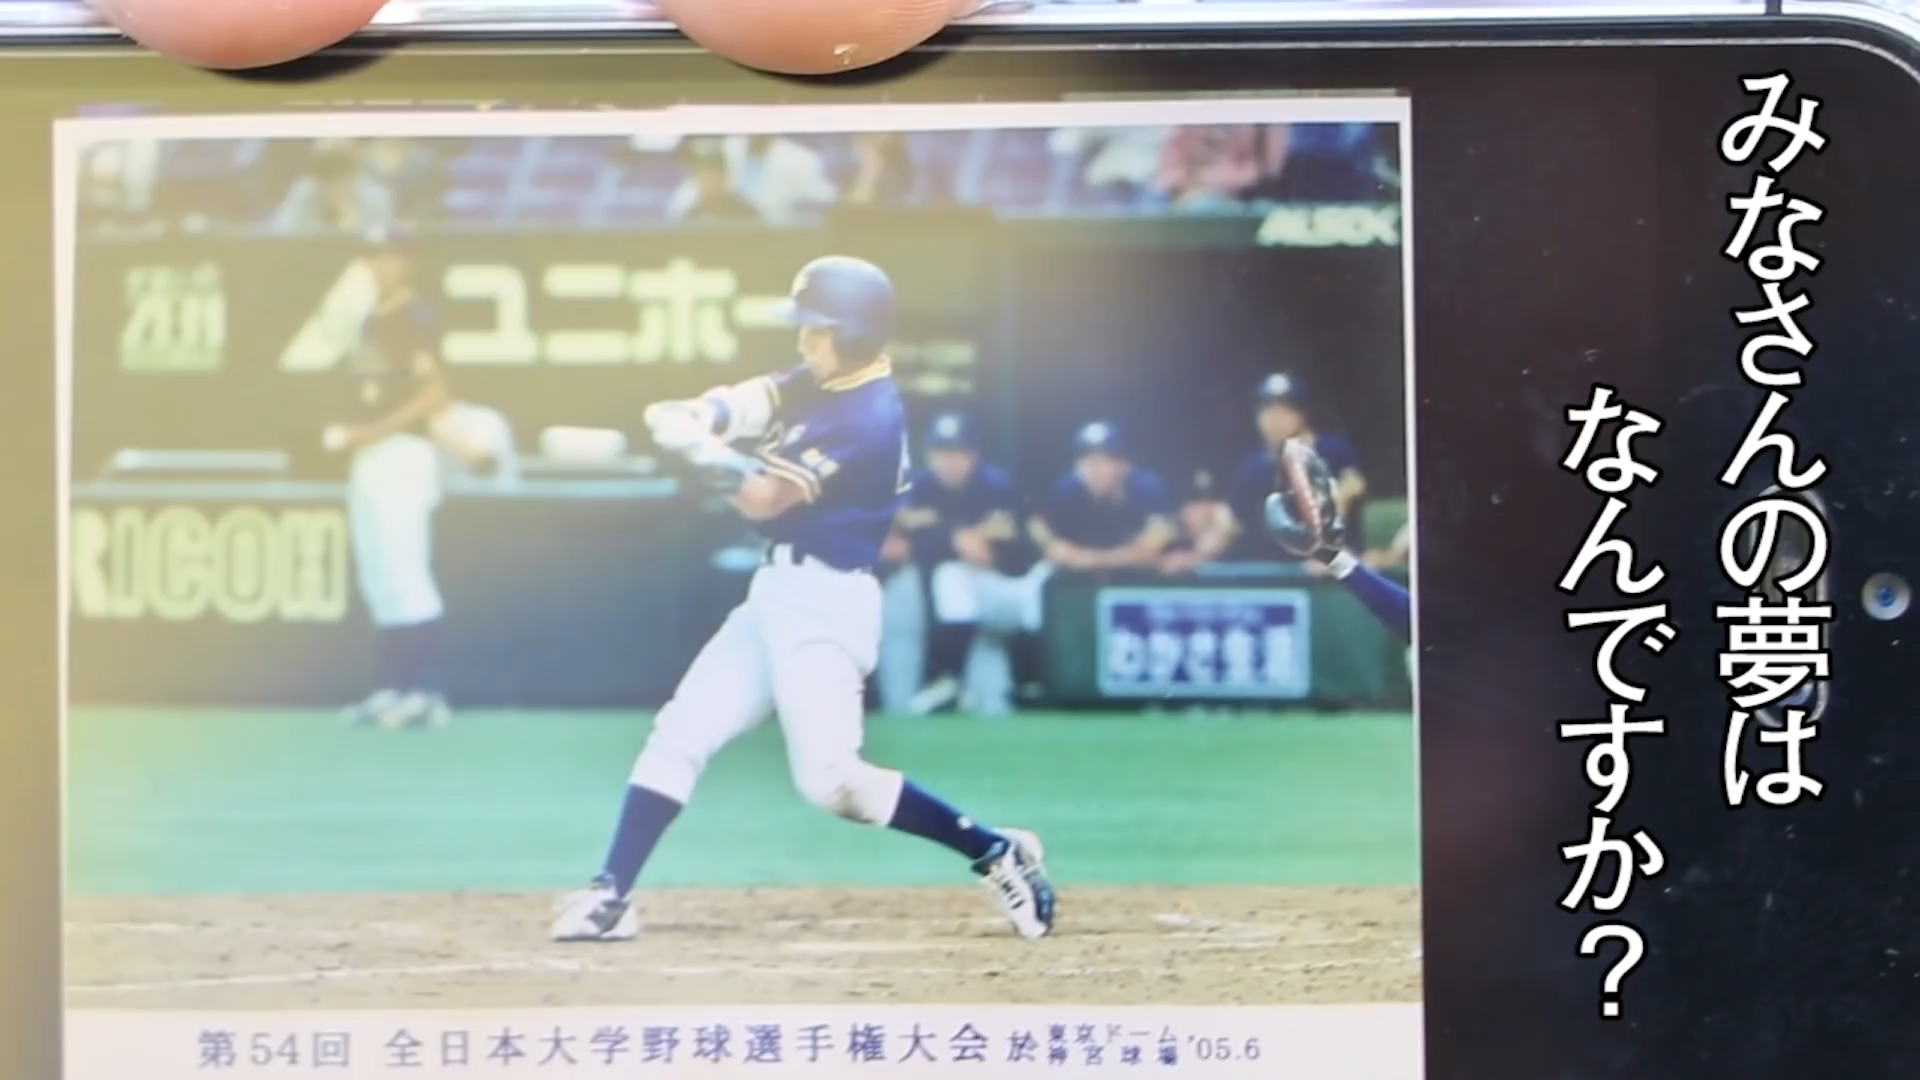 みなさんの夢は
なんですか?
ユニホー
RICOH
第54回 全日本大学野球選手権大会 於 東京ドーム 神宮球場 '05.6